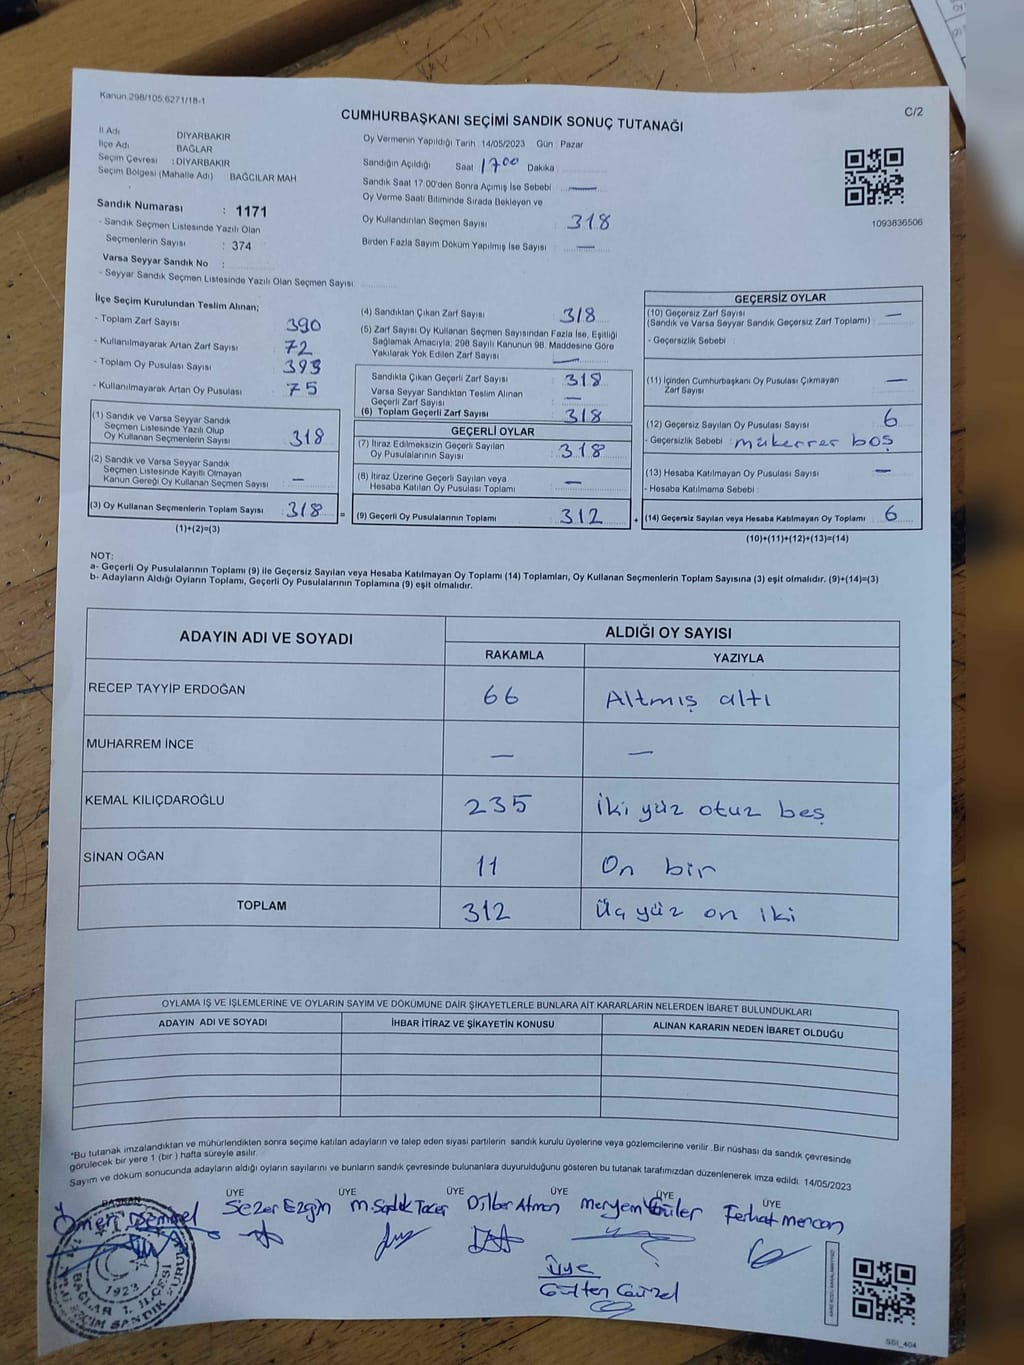 Kanun.298/105,6271/18-1
C/2
CUMHURBAŞKANI SEÇİMİ SANDIK SONUÇ TUTANAĞI
İl Adı DİYARBAKIR
İlçe Adı BAĞLAR
Seçim Çevresi : DİYARBAKIR
Seçim Bölgesi (Mahalle Adı) BAĞCILAR MAH
Sandık Numarası : 1171
- Sandık Seçmen Listesinde Yazılı Olan
Seçmenlerin Sayısı : 374
Varsa Seyyar Sandık No :
- Seyyar Sandık Seçmen Listesinde Yazılı Olan Seçmen Sayısı:
Oy Vermenin Yapıldığı Tarih 14/05/2023 Gün : Pazar
Sandığın Açıldığı Saat 17 00 Dakika
Sandık Saat 17:00'den Sonra Açımış İse Sebebi : —
Oy Verme Saati Bitiminde Sırada Bekleyen ve
Oy Kullandırılan Seçmen Sayısı : 318
Birden Fazla Sayım Döküm Yapılmış İse Sayısı : —
1093836506
İlçe Seçim Kurulundan Teslim Alınan;
- Toplam Zarf Sayısı 390
- Kullanılmayarak Artan Zarf Sayısı 72
- Toplam Oy Pusulası Sayısı 393
- Kullanılmayarak Artan Oy Pusulası 75
(1) Sandık ve Varsa Seyyar Sandık
Seçmen Listesinde Yazılı Olup
Oy Kullanan Seçmenlerin Sayısı 318
(2) Sandık ve Varsa Seyyar Sandık
Seçmen Listesinde Kayıtlı Olmayan
Kanun Gereği Oy Kullanan Seçmen Sayısı —
(3) Oy Kullanan Seçmenlerin Toplam Sayısı 318
(1)+(2)=(3)
(4) Sandıktan Çıkan Zarf Sayısı 318
(5) Zarf Sayısı Oy Kullanan Seçmen Sayısından Fazla İse, Eşitliği
Sağlamak Amacıyla; 298 Sayılı Kanunun 98. Maddesine Göre
Yakılarak Yok Edilen Zarf Sayısı —
Sandıkta Çıkan Geçerli Zarf Sayısı 318
Varsa Seyyar Sandıktan Teslim Alınan
Geçerli Zarf Sayısı —
(6) Toplam Geçerli Zarf Sayısı 318
GEÇERLİ OYLAR
(7) İtiraz Edilmeksizin Geçerli Sayılan
Oy Pusulalarının Sayısı 318
(8) İtiraz Üzerine Geçerli Sayılan veya
Hesaba Katılan Oy Pusulası Toplamı —
= (9) Geçerli Oy Pusulalarının Toplamı 312
GEÇERSİZ OYLAR
(10) Geçersiz Zarf Sayısı —
(Sandık ve Varsa Seyyar Sandık Geçersiz Zarf Toplamı) :
- Geçersizlik Sebebi :
(11) İçinden Cumhurbaşkanı Oy Pusulası Çıkmayan
Zarf Sayısı —
(12) Geçersiz Sayılan Oy Pusulası Sayısı 6
- Geçersizlik Sebebi : mükerrer boş
(13) Hesaba Katılmayan Oy Pusulası Sayısı —
- Hesaba Katılmama Sebebi :
+ (14) Geçersiz Sayılan veya Hesaba Katılmayan Oy Toplamı 6
(10)+(11)+(12)+(13)=(14)
NOT:
a- Geçerli Oy Pusulalarının Toplamı (9) ile Geçersiz Sayılan veya Hesaba Katılmayan Oy Toplamı (14) Toplamları, Oy Kullanan Seçmenlerin Toplam Sayısına (3) eşit olmalıdır. (9)+(14)=(3)
b- Adayların Aldığı Oyların Toplamı, Geçerli Oy Pusulalarının Toplamına (9) eşit olmalıdır.
ADAYIN ADI VE SOYADI ALDIĞI OY SAYISI
RAKAMLA YAZIYLA
RECEP TAYYİP ERDOĞAN 66 Altmış altı
MUHARREM İNCE — —
KEMAL KILIÇDAROĞLU 235 iki yüz otuz beş
SİNAN OĞAN 11 On bir
TOPLAM 312 Üç yüz on iki
OYLAMA İŞ VE İŞLEMLERİNE VE OYLARIN SAYIM VE DÖKÜMÜNE DAİR ŞİKAYETLERLE BUNLARA AİT KARARLARIN NELERDEN İBARET BULUNDUKLARI
ADAYIN ADI VE SOYADI İHBAR İTİRAZ VE ŞİKAYETİN KONUSU ALINAN KARARIN NEDEN İBARET OLDUĞU
*Bu tutanak imzalandıktan ve mühürlendikten sonra seçime katılan adayların ve talep eden siyasi partilerin sandık kurulu üyelerine veya gözlemcilerine verilir. Bir nüshası da sandık çevresinde
görülecek bir yere 1 (bir) hafta süreyle asılır.
Sayım ve döküm sonucunda adayların aldığı oyların sayılarını ve bunların sandık çevresinde bulunanlara duyurulduğunu gösteren bu tutanak tarafımızdan düzenlenerek imza edildi. 14/05/2023
BAŞKAN ÜYE ÜYE ÜYE ÜYE ÜYE ÜYE
Sezer Ezgin M. Sadık Tacer Dilber Atman Meryem Güler Ferhat Mercan
Üye
Gülten Gürzel
1923
BAĞLAR 1. İLÇESİ
SSI_404